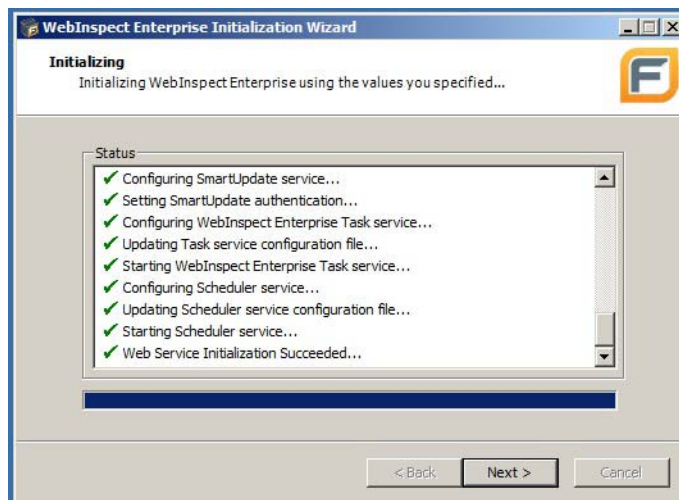 WebInspect Enterprise Initialization Wizard
Initializing
Initializing WebInspect Enterprise using the values you specified...
Status
Configuring SmartUpdate service...
Setting SmartUpdate authentication...
Configuring WebInspect Enterprise Task service...
Updating Task service configuration file...
Starting WebInspect Enterprise Task service...
Configuring Scheduler service...
Updating Scheduler service configuration file...
Starting Scheduler service...
Web Service Initialization Succeeded...
< Back Next > Cancel